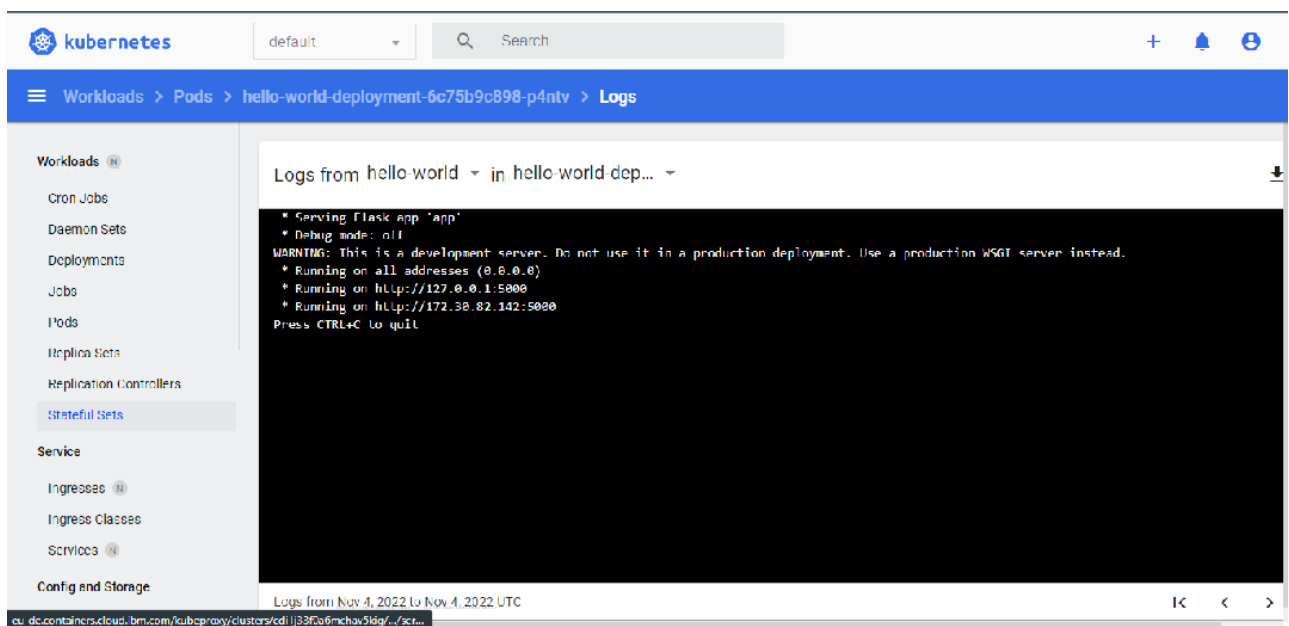 kubernetes
default
Search
Workloads > Pods > hello-world-deployment-6c75b9c898-p4ntv > Logs
Workloads N
Cron Jobs
Daemon Sets
Deployments
Jobs
Pods
Replica Sets
Replication Controllers
Stateful Sets
Service
Ingresses N
Ingress Classes
Services N
Config and Storage
Logs from hello-world in hello-world-dep...
* Serving Flask app 'app'
* Debug mode: off
WARNING: This is a development server. Do not use it in a production deployment. Use a production WSGI server instead.
* Running on all addresses (0.0.0.0)
* Running on http://127.0.0.1:5000
* Running on http://172.30.82.142:5000
Press CTRL+C to quit
Logs from Nov 4, 2022 to Nov 4, 2022 UTC